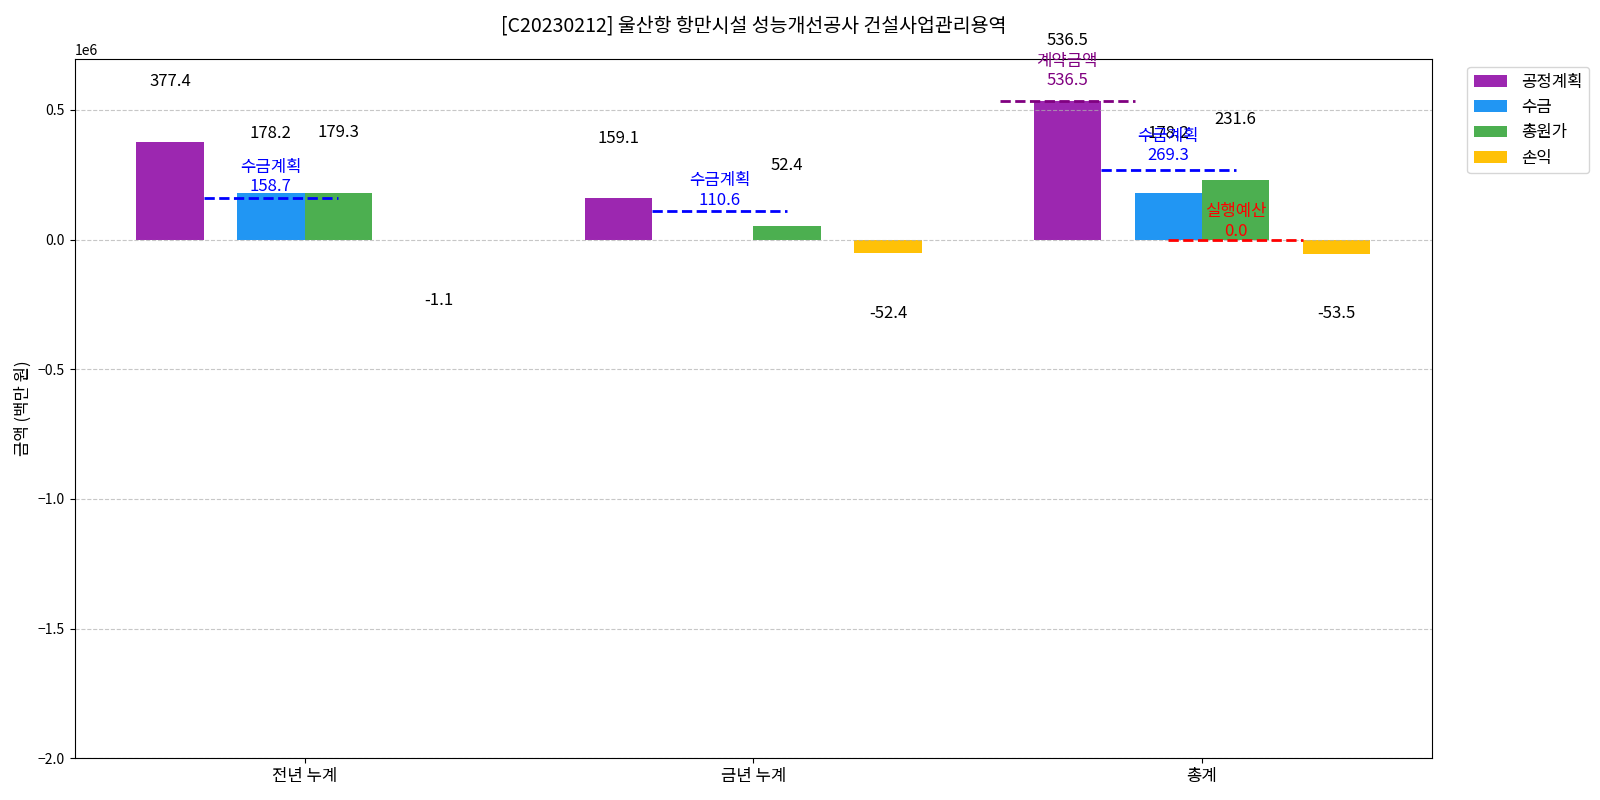 [C20230212] 울산항 항만시설 성능개선공사 건설사업관리용역
1e6
0.5
0.0
−0.5
−1.0
−1.5
−2.0
금액 (백만 원)
377.4
178.2
179.3
수금계획
158.7
-1.1
159.1
수금계획
110.6
52.4
-52.4
536.5
계약금액
536.5
178.2
수금계획
269.3
231.6
실행예산
0.0
-53.5
전년 누계
금년 누계
총계
공정계획
수금
총원가
손익